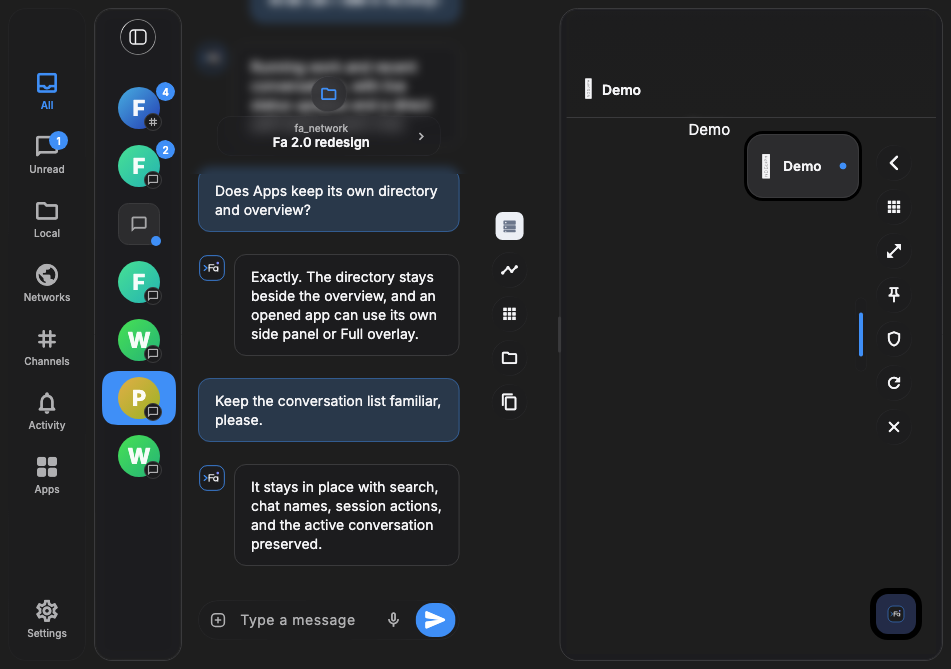 All
1
Unread
Local
Networks
Channels
Activity
Apps
Settings
F
4
F
2
F
W
P
W
fa_network
Fa 2.0 redesign
Does Apps keep its own directory
and overview?
>Fa
Exactly. The directory stays
beside the overview, and an
opened app can use its own
side panel or Full overlay.
Keep the conversation list familiar,
please.
>Fa
It stays in place with search,
chat names, session actions,
and the active conversation
preserved.
Type a message
Demo
Demo
Demo
>Fa